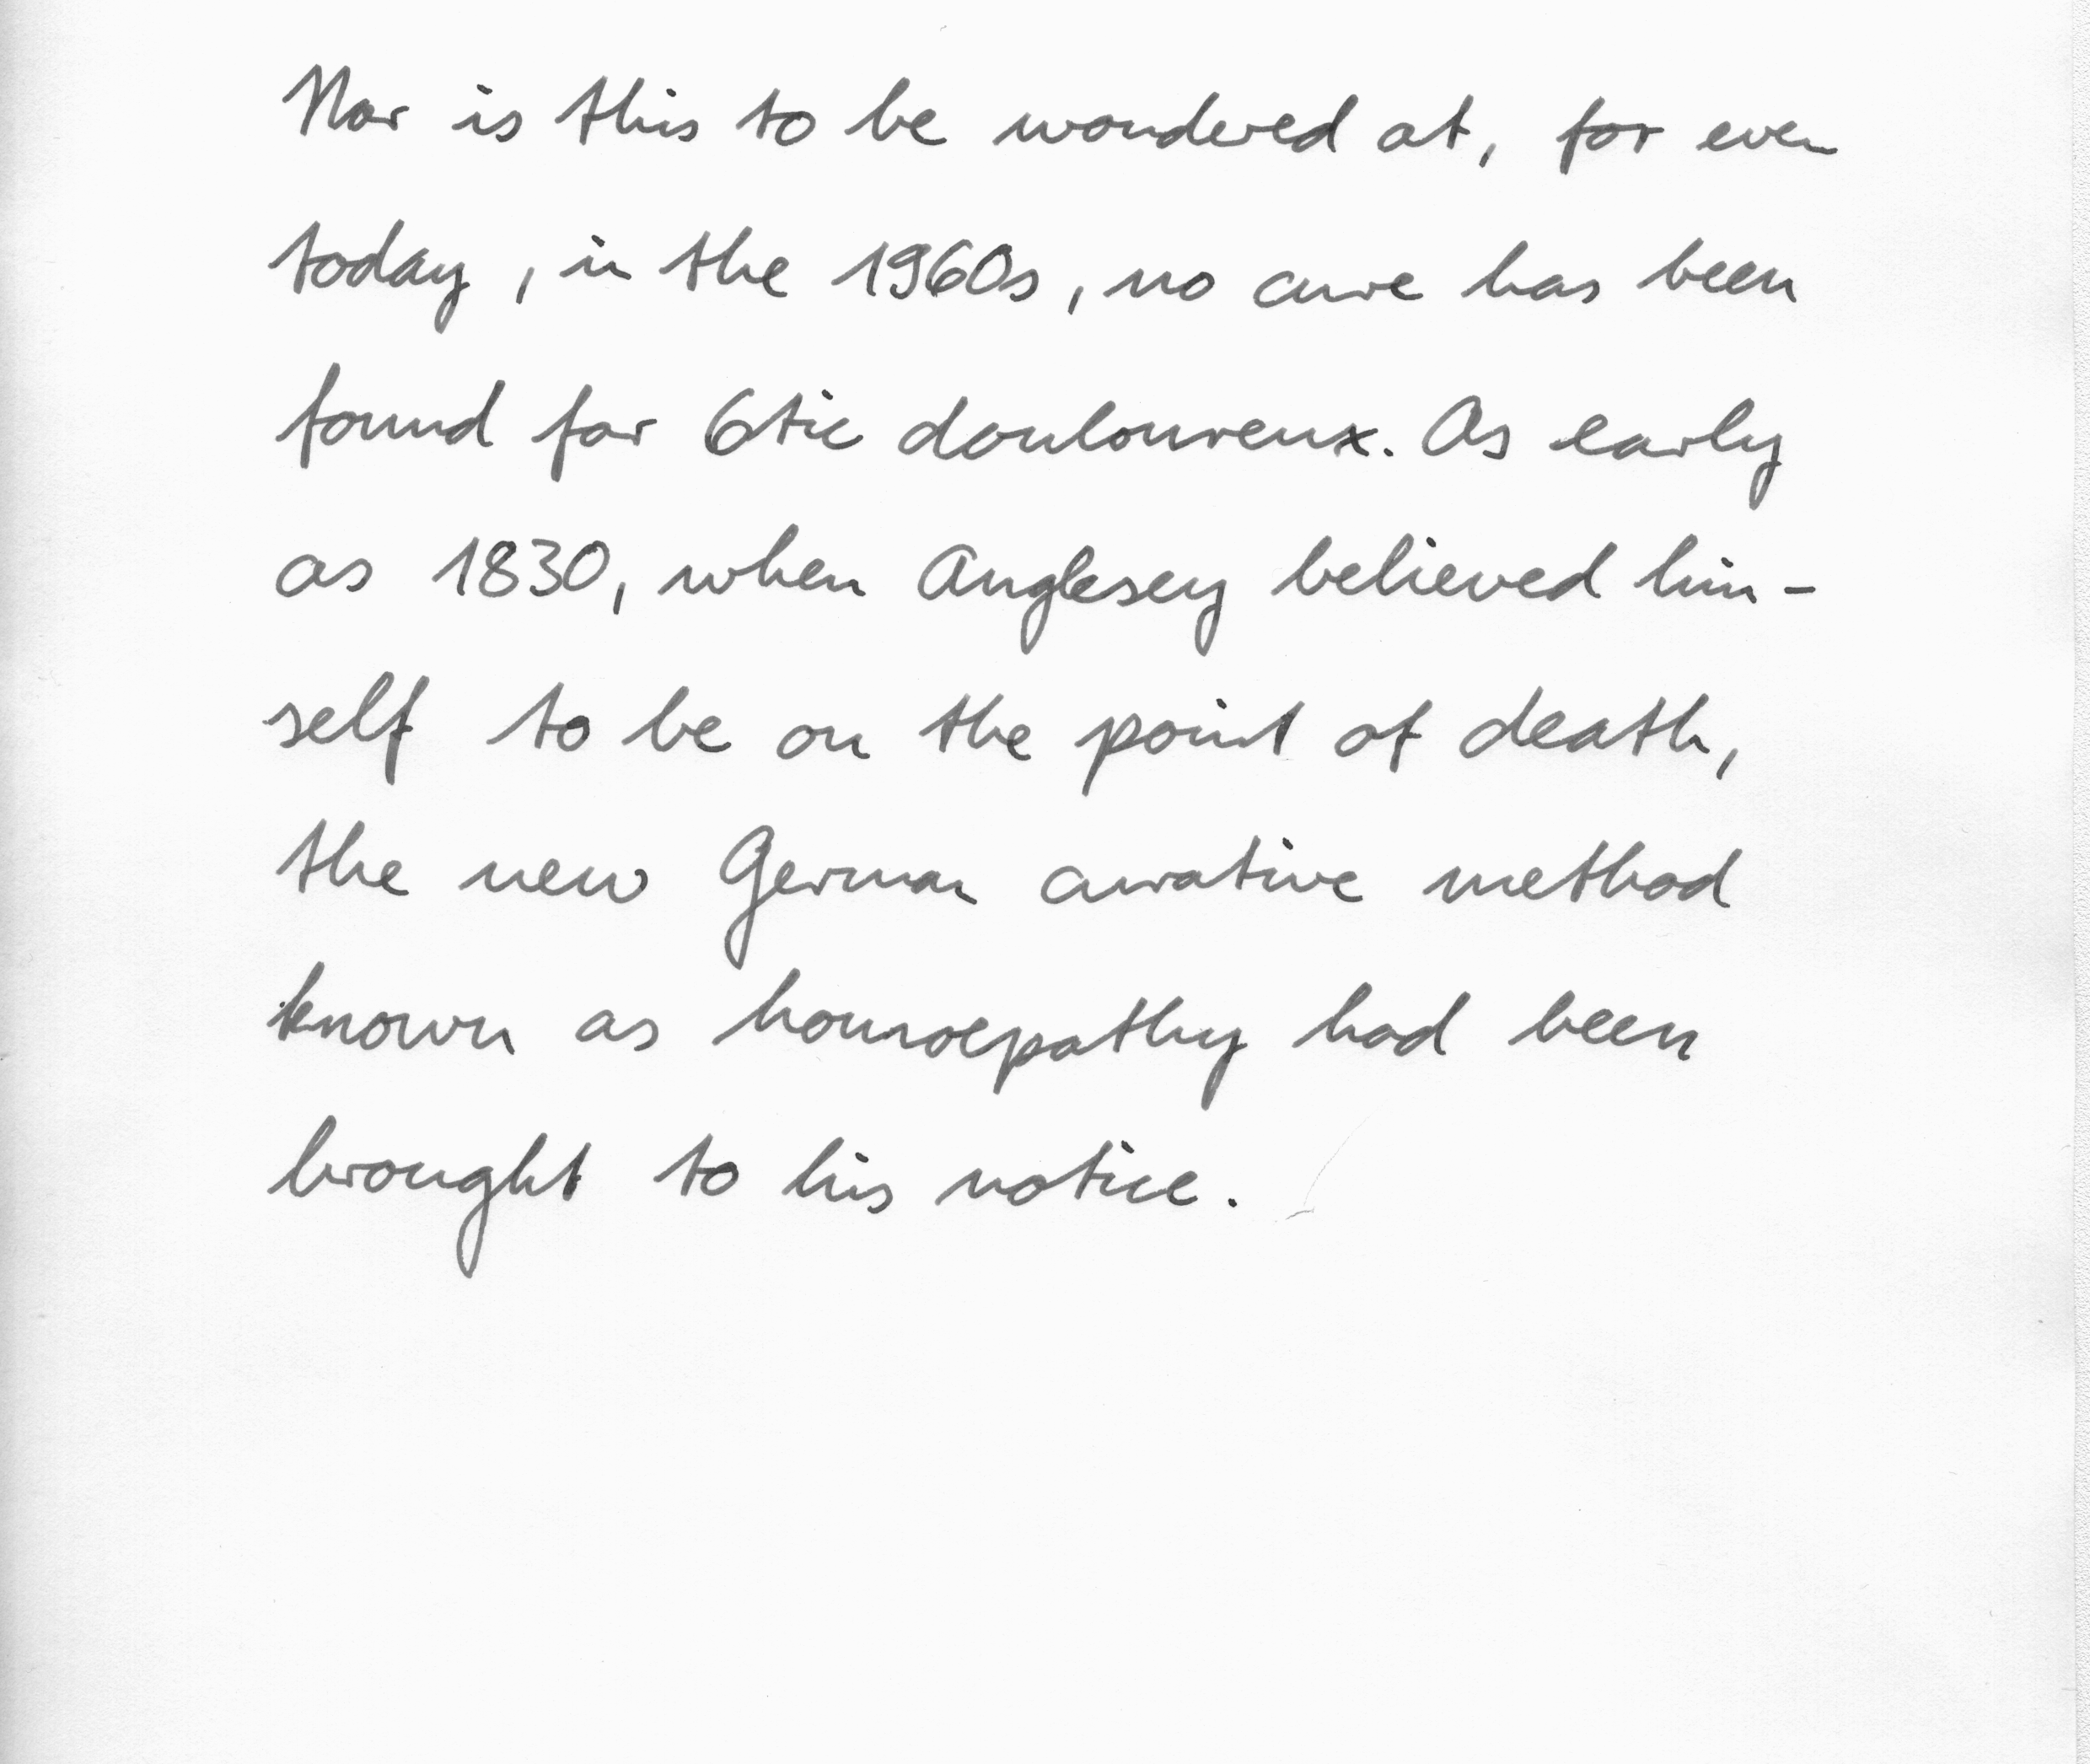 Nor is this to be wondered at, for even
today, in the 1960s, no cure has been
found for 6tic douloureux. As early
as 1830, when Anglesey believed him-
self to be on the point of death,
the new German curative method
known as homoepathy had been
brought to his notice.